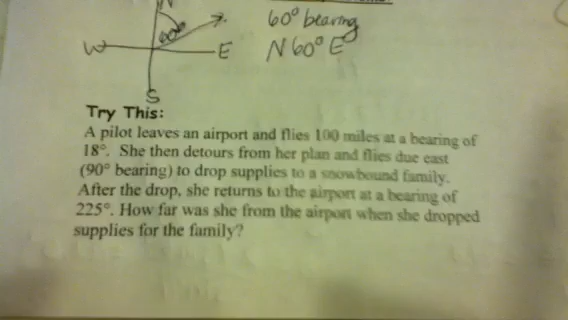 N
60° bearing
60°
W E N 60° E
S
Try This:
A pilot leaves an airport and flies 100 miles at a bearing of
18°. She then detours from her plan and flies due east
(90° bearing) to drop supplies to a snowbound family.
After the drop, she returns to the airport at a bearing of
225°. How far was she from the airport when she dropped
supplies for the family?